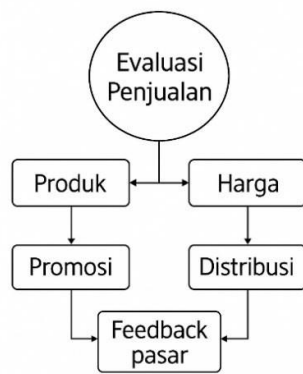 Evaluasi
Penjualan
Produk
Harga
Promosi
Distribusi
Feedback
pasar